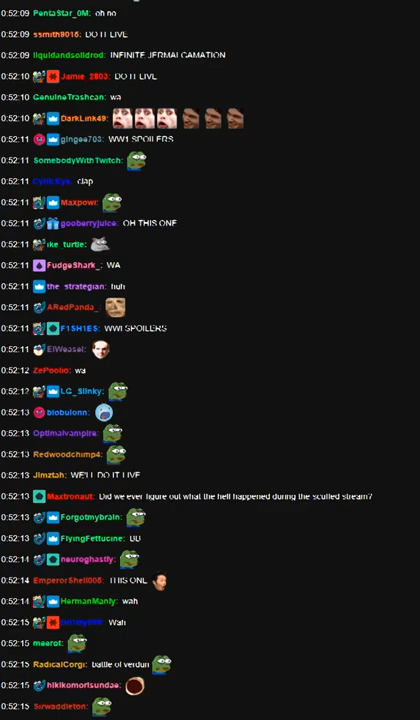 0:52:09 PentaStar_0M: oh no
0:52:09 ssmith9015: DO IT LIVE
0:52:09 liquidandsolidrod: INFINITE JERMALGAMATION
0:52:10 Jamie_2803: DO IT LIVE
0:52:10 GenuineTrashcan: wa
0:52:10 DarkLink48:
0:52:11 gingee703: WW1 SPOILERS
0:52:11 SomebodyWithTwitch:
0:52:11 clap
0:52:11 Maxpowi:
0:52:11 gooberryjuice: OH THIS ONE
0:52:11 ike_turtle:
0:52:11 FudgeShark_: WA
0:52:11 the_strategian: huh
0:52:11 ARedPanda_:
0:52:11 F1SH1ES: WWI SPOILERS
0:52:11 ElWeasel:
0:52:12 ZePoolio: wa
0:52:12 LG_Slinky:
0:52:13 blobulonn:
0:52:13 Optimalvampire:
0:52:13 Redwoodchimp4:
0:52:13 Jimztah: WE'LL DO IT LIVE
0:52:13 Maxtronaut: Did we ever figure out what the hell happened during the sculled stream?
0:52:13 Forgotmybrain:
0:52:13 FlyingFettucine: BB
0:52:14 neuroghastly:
0:52:14 EmperorShell005: THIS ONE
0:52:14 HermanManly: wah
0:52:15 Wah
0:52:15 meerot:
0:52:15 RadicalCorgi: battle of verdun
0:52:15 hikikomorisundae:
0:52:15 Sirwaddleton: